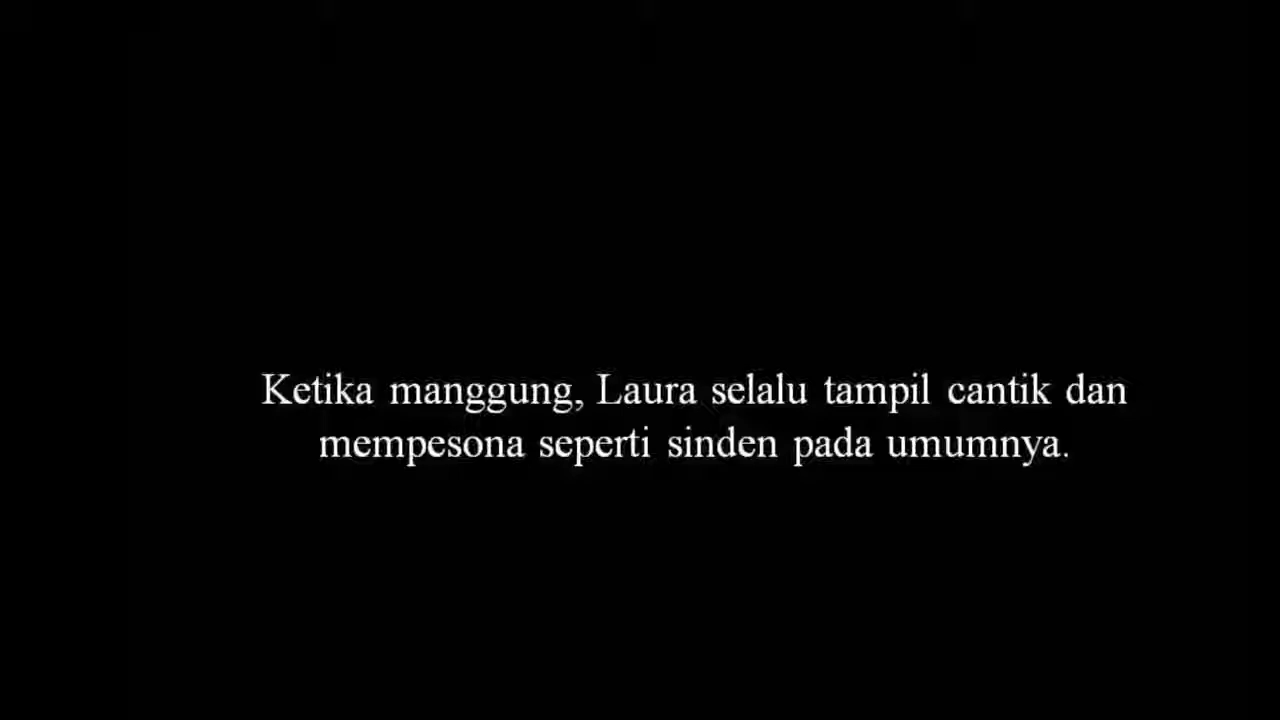 Ketika manggung, Laura selalu tampil cantik dan
mempesona seperti sinden pada umumnya.